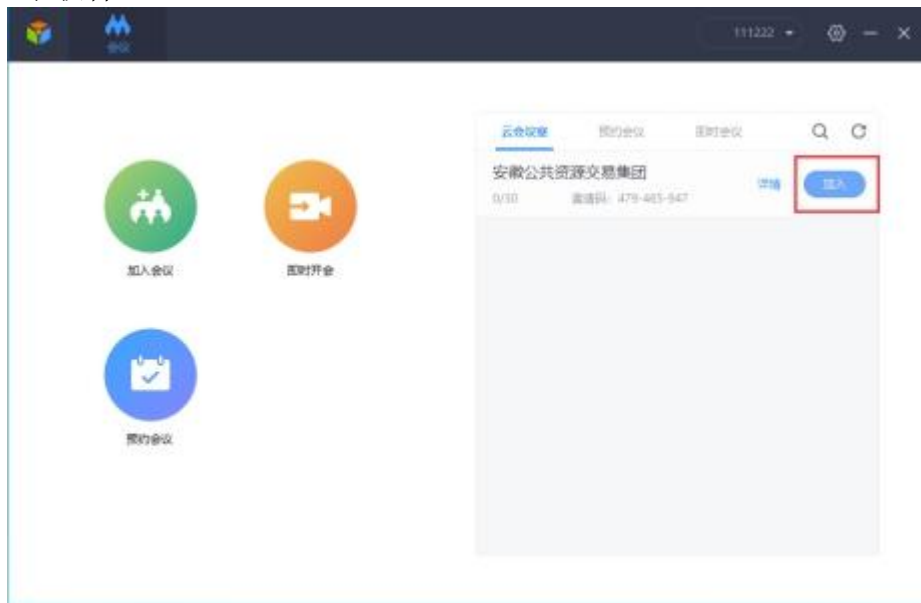 会议
111222
云会议室 预约会议 即时会议
安徽公共资源交易集团
0/50 邀请码: 479-465-947
详情
加入
加入会议
即时开会
预约会议